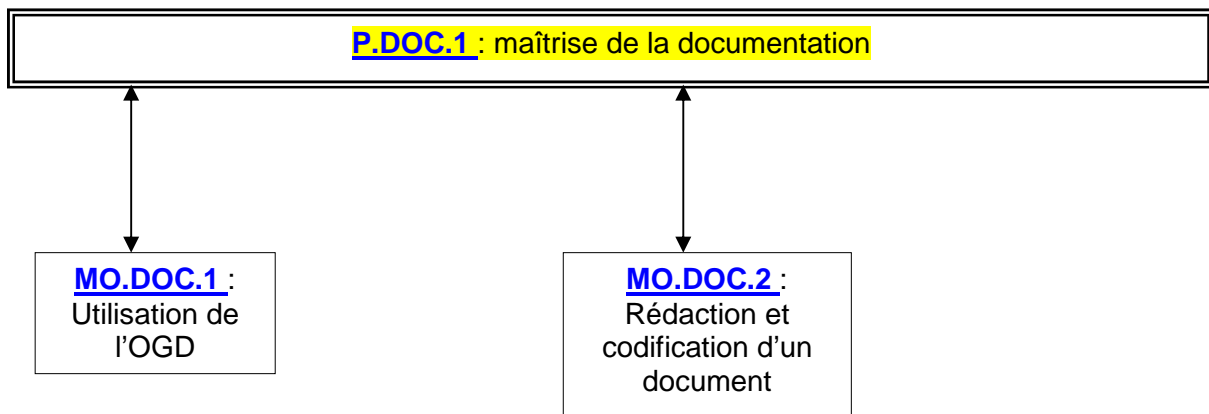 P.DOC.1 : maîtrise de la documentation
MO.DOC.1 :
Utilisation de
l’OGD
MO.DOC.2 :
Rédaction et
codification d’un
document